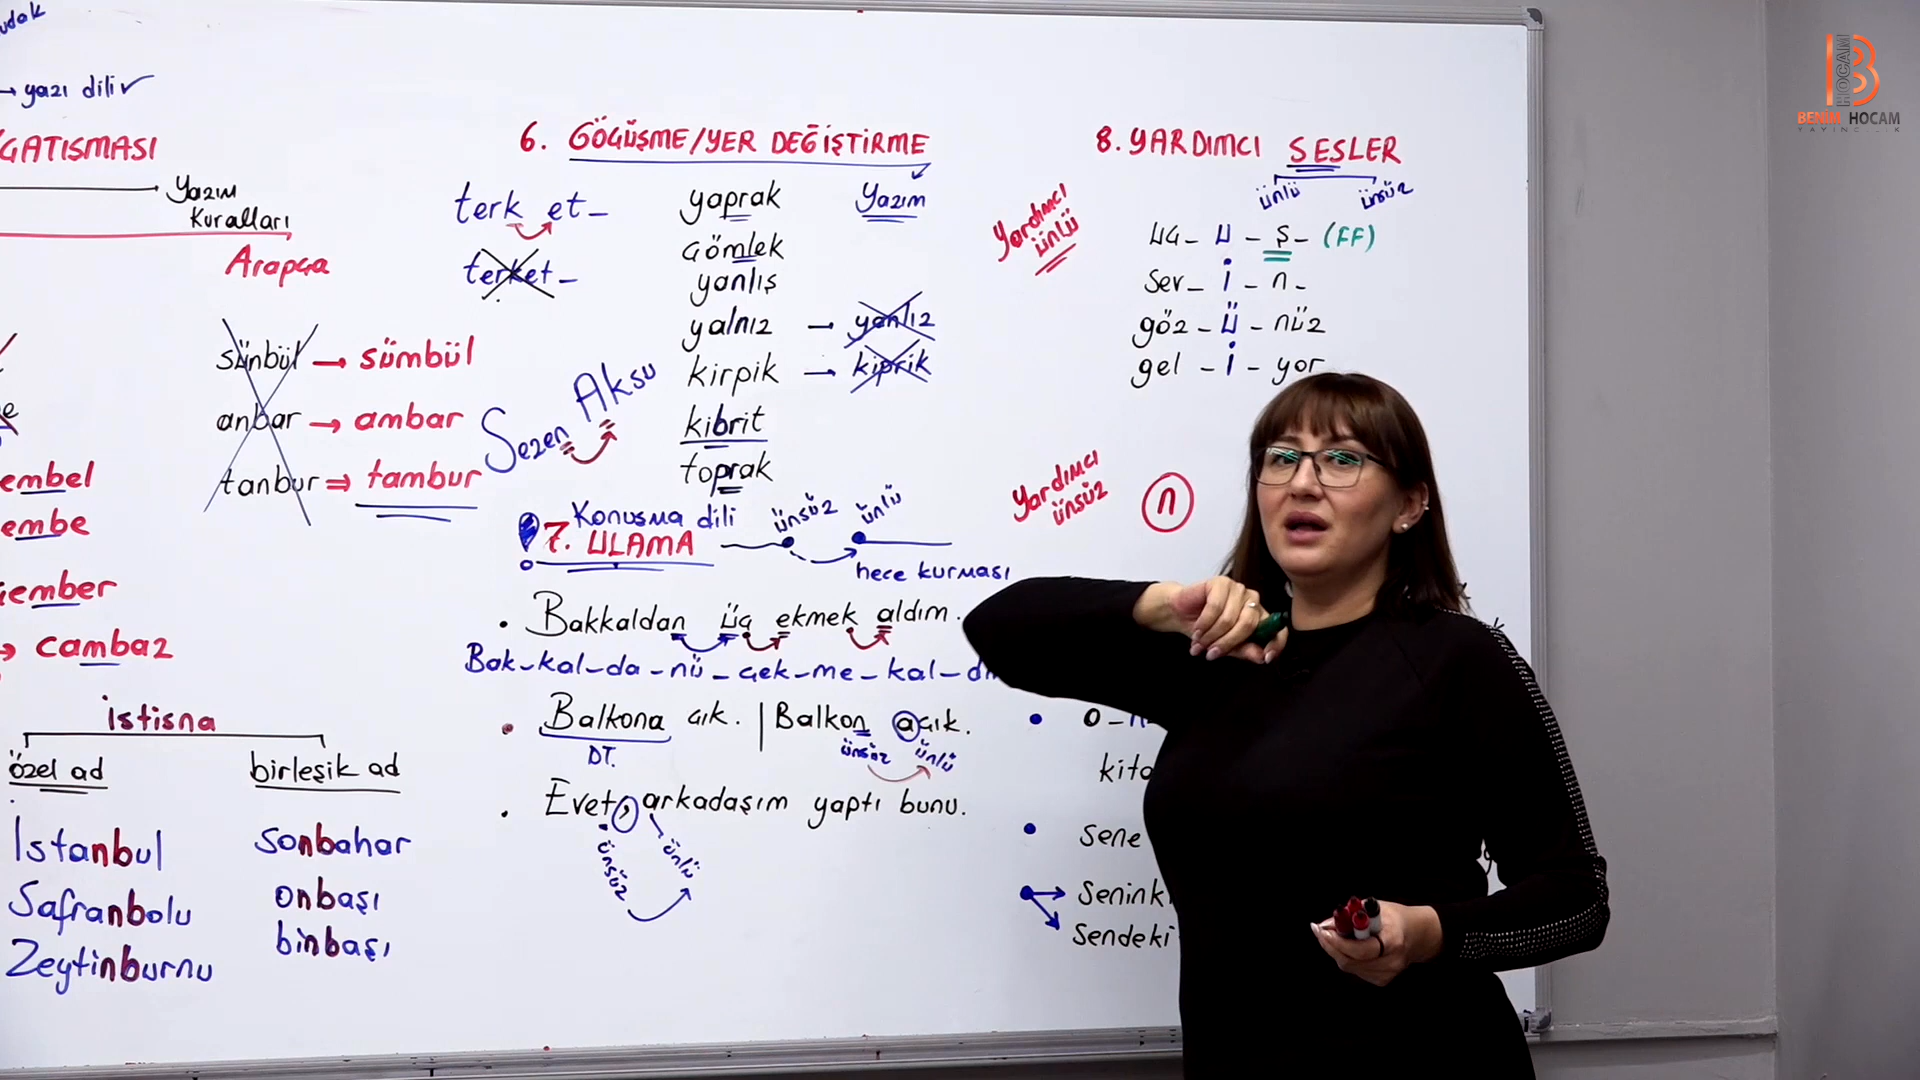 → yazı dili ✓
ÇATIŞMASI
→ Yazım
Kuralları
Arapça
sünbül → sümbül
anbar → ambar
tanbur ⇒ tambur
embel
embe
ember
→ cambaz
istisna
özel ad
birleşik ad
İstanbul
sonbahar
Safranbolu
onbaşı
Zeytinburnu
binbaşı
6. GÖÇÜŞME/YER DEĞİŞTİRME
terk et_
terket_
yaprak
Yazım
Gömlek
yanlış
yalnız → yanlız
kirpik → kiprik
kibrit
toprak
Sezen Aksu
Konuşma dili
7. ULAMA
ünsüz
ünlü
hece kurması
• Bakkaldan üç ekmek aldım.
Bak-kal-da-nü-çek-me-kal-
• Balkona çık. | Balkon açık.
DT.
ünsüz
ünlü
• Evet, arkadaşım yaptı bunu.
ünsüz
ünlü
8. YARDIMCI SESLER
ünlü
ünsüz
Yardımcı
ünlü
uç - u - ş - (FF)
Sev - i - n -
göz - ü - nüz
gel - i - yor
Yardımcı
ünsüz
n
• o - n
• sene
Sendeki
B HOCAM
BENİM HOCAM
YAYINCILIK